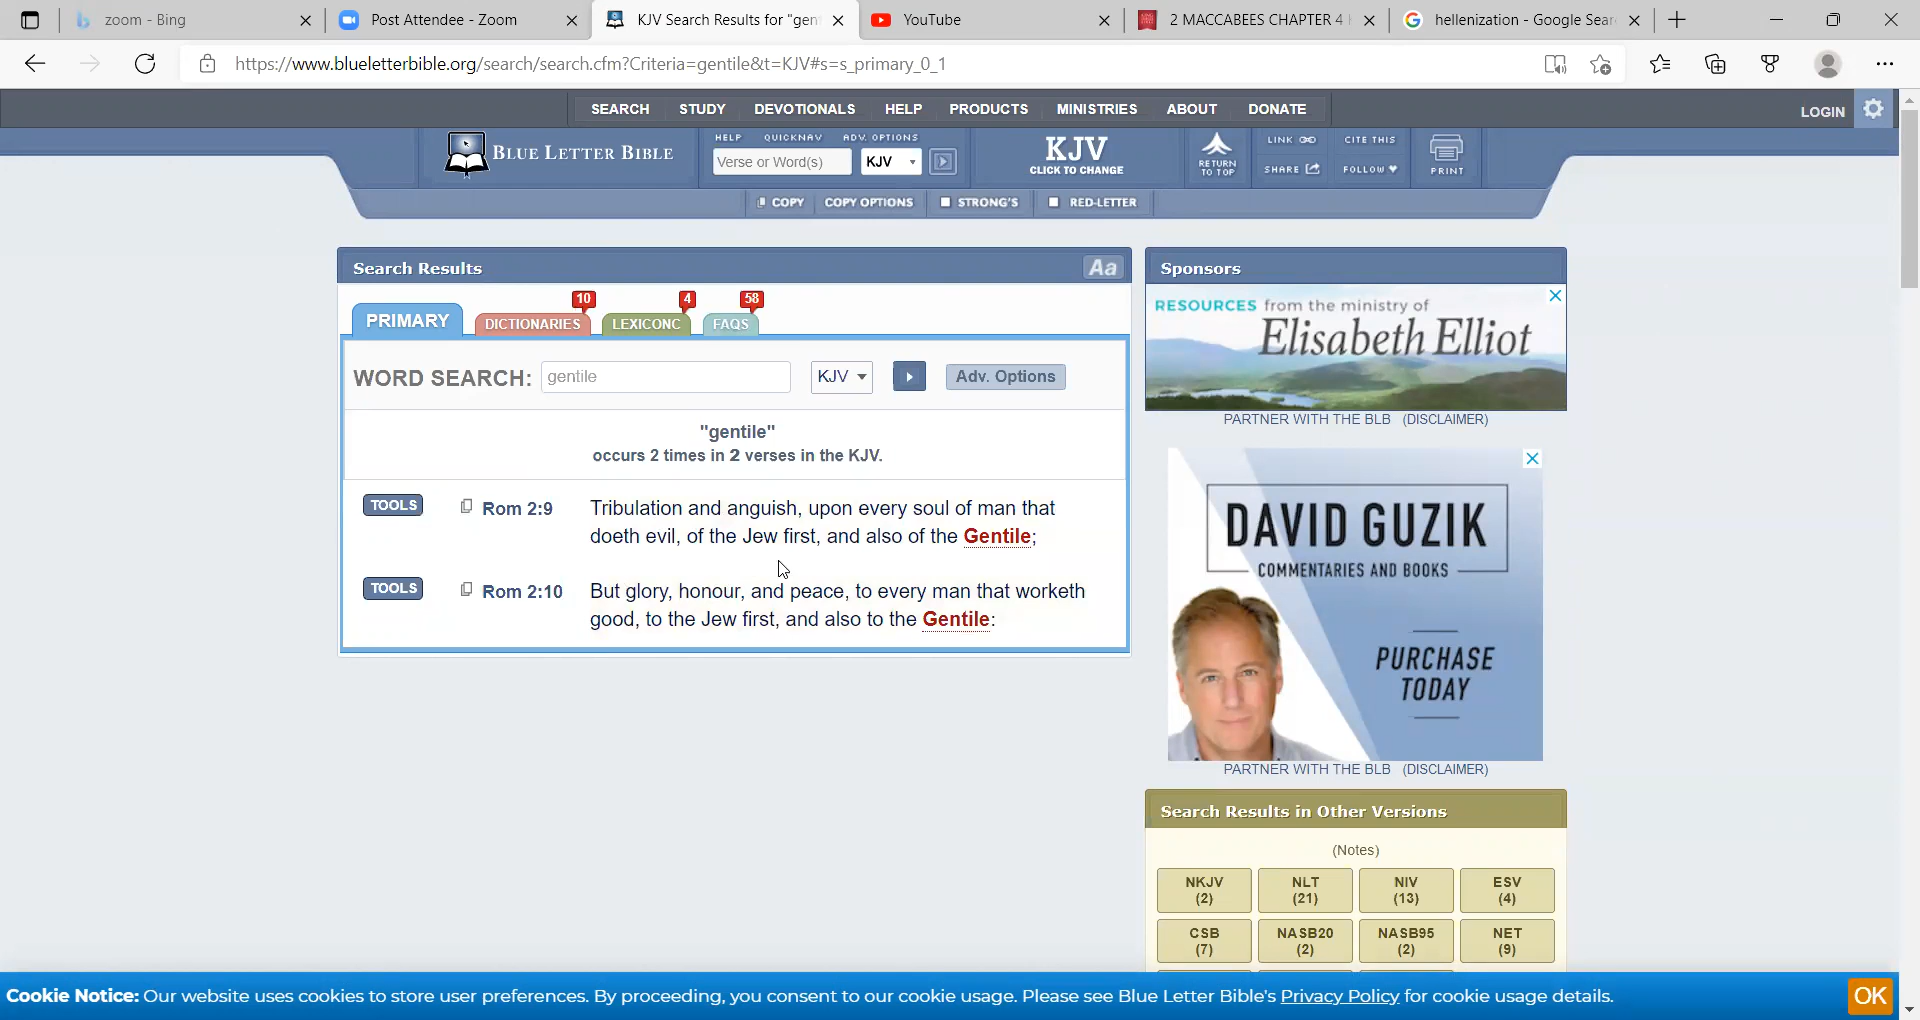 zoom - Bing
Post Attendee - Zoom
KJV Search Results for "gen
YouTube
2 MACCABEES CHAPTER 4
hellenization - Google Sear
https://www.blueletterbible.org/search/search.cfm?Criteria=gentile&t=KJV#s=s_primary_0_1
SEARCH STUDY DEVOTIONALS HELP PRODUCTS MINISTRIES ABOUT DONATE
LOGIN
BLUE LETTER BIBLE
HELP QUICKNAV ADV. OPTIONS
Verse or Word(s) KJV
KJV
CLICK TO CHANGE
RETURN
TO TOP
LINK CITE THIS
SHARE FOLLOW
PRINT
COPY COPY OPTIONS STRONG'S RED-LETTER
Search Results
Aa
PRIMARY
DICTIONARIES 10
LEXICONC 4
FAQS 58
WORD SEARCH: gentile KJV Adv. Options
"gentile"
occurs 2 times in 2 verses in the KJV.
TOOLS Rom 2:9 Tribulation and anguish, upon every soul of man that
doeth evil, of the Jew first, and also of the Gentile;
TOOLS Rom 2:10 But glory, honour, and peace, to every man that worketh
good, to the Jew first, and also to the Gentile:
Sponsors
RESOURCES from the ministry of
Elisabeth Elliot
PARTNER WITH THE BLB (DISCLAIMER)
DAVID GUZIK
COMMENTARIES AND BOOKS
PURCHASE
TODAY
PARTNER WITH THE BLB (DISCLAIMER)
Search Results in Other Versions
(Notes)
NKJV NLT NIV ESV
(2) (21) (13) (4)
CSB NASB20 NASB95 NET
(7) (2) (2) (9)
Cookie Notice: Our website uses cookies to store user preferences. By proceeding, you consent to our cookie usage. Please see Blue Letter Bible's Privacy Policy for cookie usage details.
OK